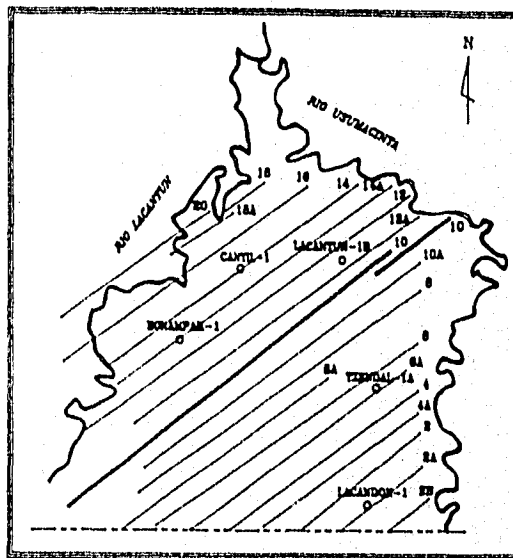 N
RIO USUMACINTA
RIO LACANTUN
18
16
14
14A
12
20
18A
12A
10
10
LACANTUN-1B
CANTIL-1
10A
8
BONAMPAK-1
6
6A
8A
TZENDAL-1A
4
4A
2
2A
LACANDON-1
2B